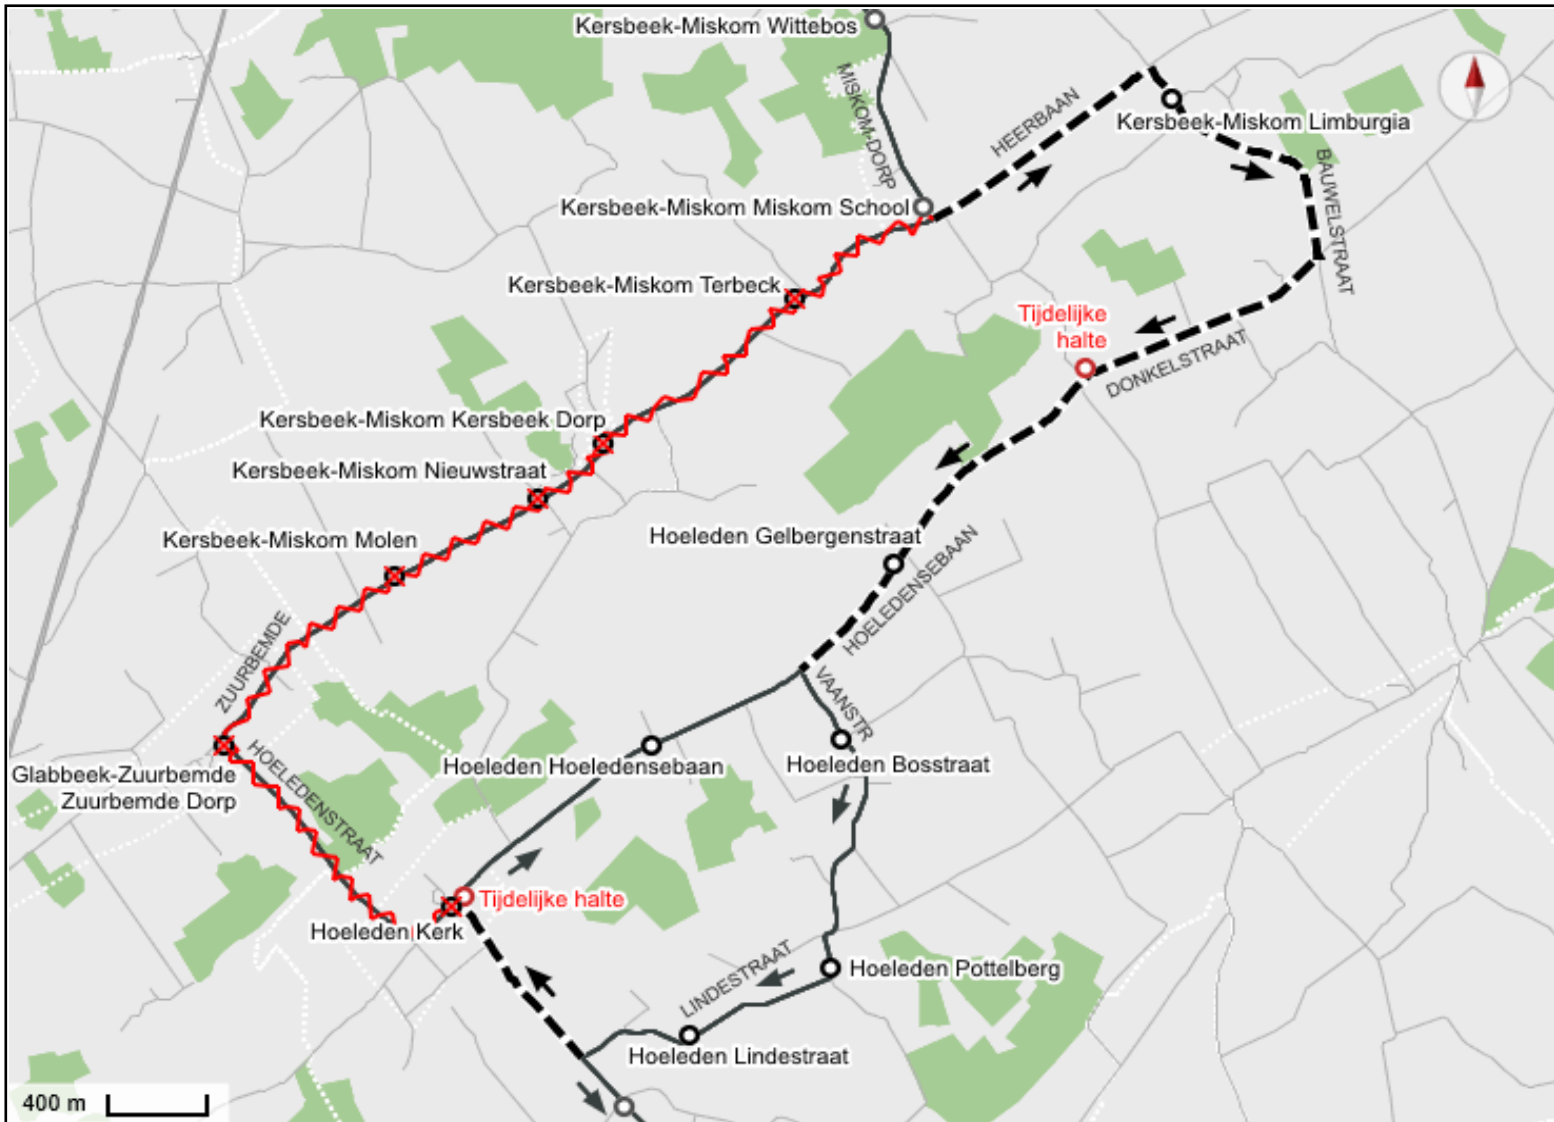 Kersbeek-Miskom Wittebos
MISKOM-DORP
HEERBAAN
Kersbeek-Miskom Limburgia
BAUWELSTRAAT
Kersbeek-Miskom Miskom School
Kersbeek-Miskom Terbeck
Tijdelijke
halte
DONKELSTRAAT
Kersbeek-Miskom Kersbeek Dorp
Kersbeek-Miskom Nieuwstraat
Kersbeek-Miskom Molen
Hoeleden Gelbergenstraat
HOELEDENSEBAAN
ZUURBEMDE
VAANSTR
HOELEDENSTRAAT
Glabbeek-Zuurbemde
Zuurbemde Dorp
Hoeleden Hoeledensebaan
Hoeleden Bosstraat
Tijdelijke halte
Hoeleden Kerk
LINDESTRAAT
Hoeleden Pottelberg
Hoeleden Lindestraat
400 m